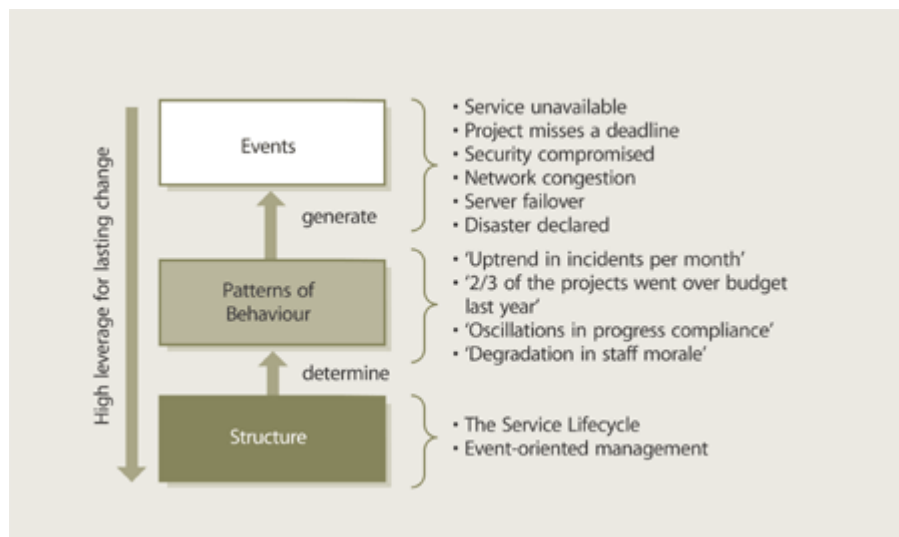 High leverage for lasting change
Events
generate
Patterns of
Behaviour
determine
Structure
• Service unavailable
• Project misses a deadline
• Security compromised
• Network congestion
• Server failover
• Disaster declared
• ‘Uptrend in incidents per month’
• ‘2/3 of the projects went over budget
last year’
• ‘Oscillations in progress compliance’
• ‘Degradation in staff morale’
• The Service Lifecycle
• Event-oriented management